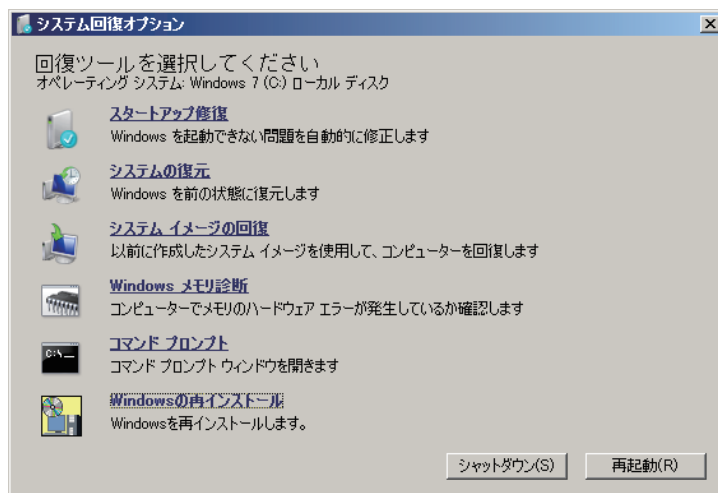 システム回復オプション
回復ツールを選択してください
オペレーティング システム: Windows 7 (C:) ローカル ディスク
スタートアップ修復
Windows を起動できない問題を自動的に修正します
システムの復元
Windows を前の状態に復元します
システム イメージの回復
以前に作成したシステム イメージを使用して、コンピューターを回復します
Windows メモリ診断
コンピューターでメモリのハードウェア エラーが発生しているか確認します
コマンド プロンプト
コマンド プロンプト ウィンドウを開きます
C:\_
Windowsの再インストール
Windowsを再インストールします。
シャットダウン(S)
再起動(R)